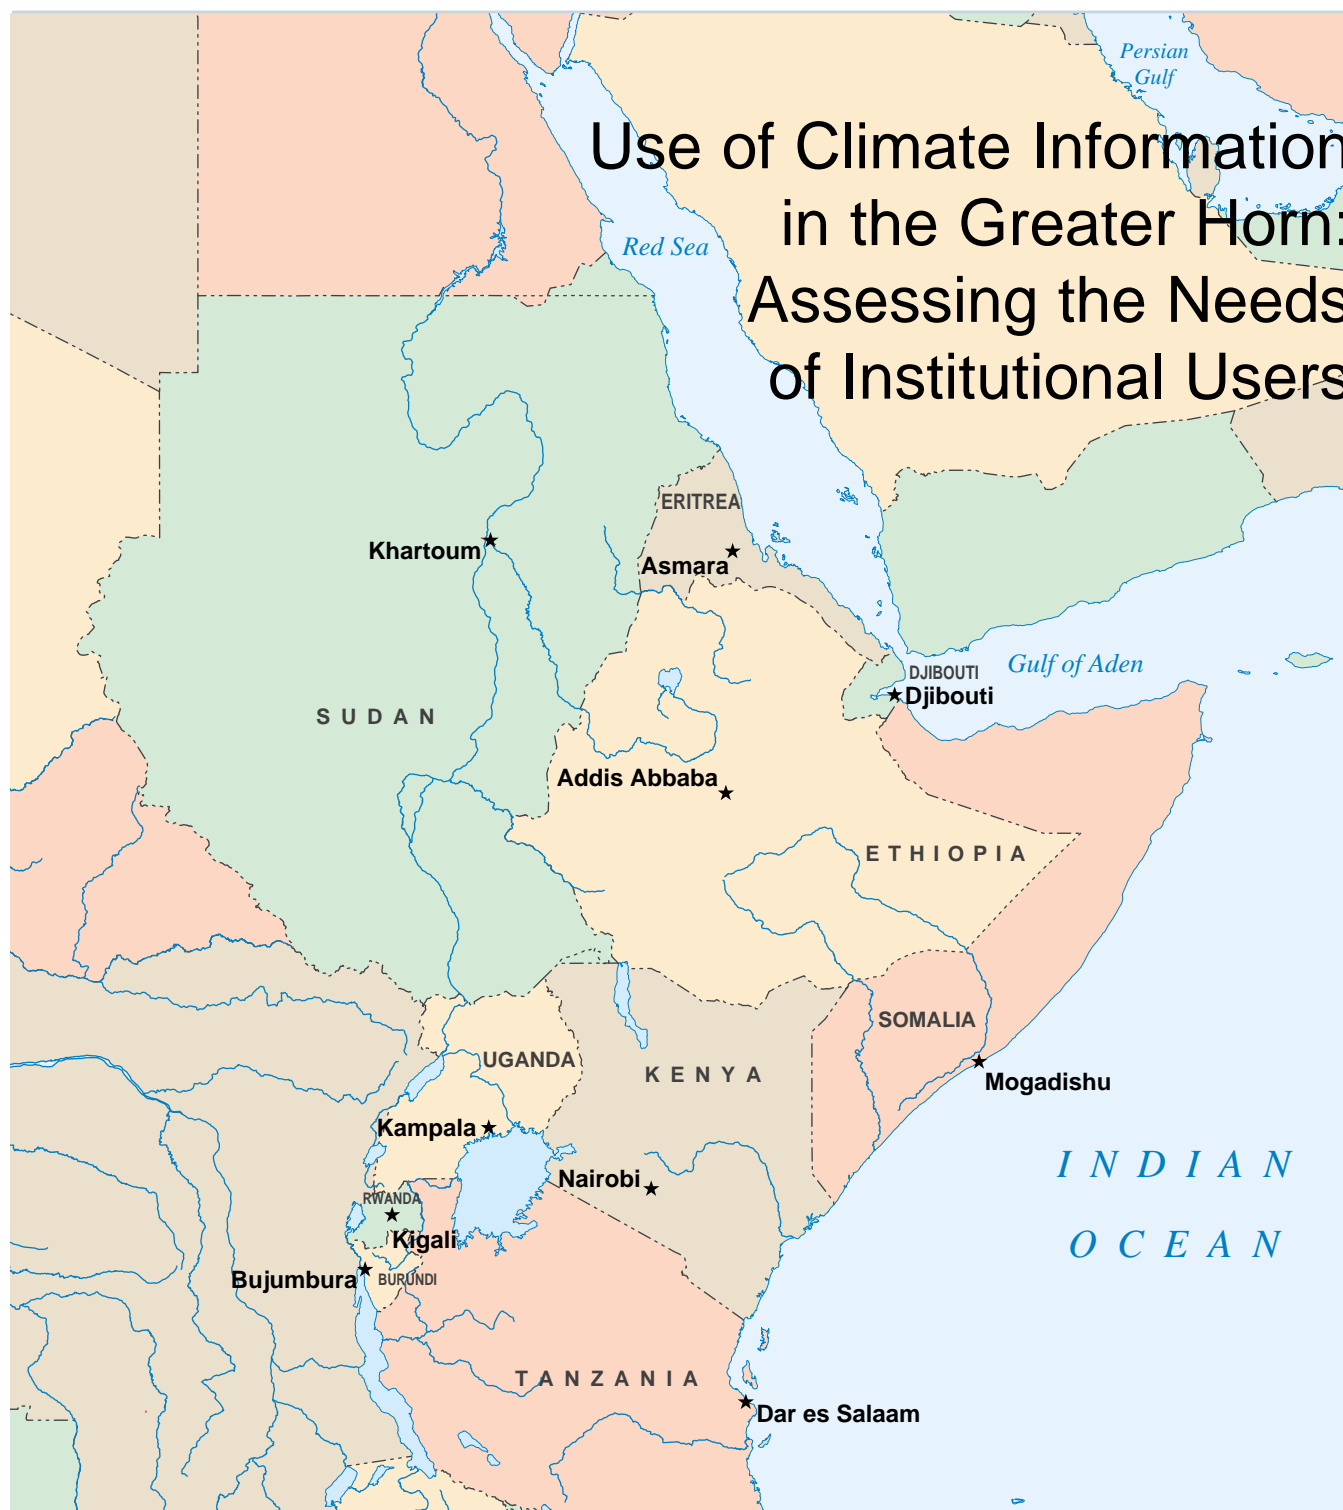 Persian
Gulf
Use of Climate Information
in the Greater Horn:
Assessing the Needs
of Institutional Users
Red Sea
ERITREA
Khartoum
Asmara
DJIBOUTI
Gulf of Aden
Djibouti
SUDAN
Addis Abbaba
ETHIOPIA
SOMALIA
UGANDA
KENYA
Mogadishu
Kampala
INDIAN
OCEAN
Nairobi
RWANDA
Kigali
Bujumbura
BURUNDI
TANZANIA
Dar es Salaam